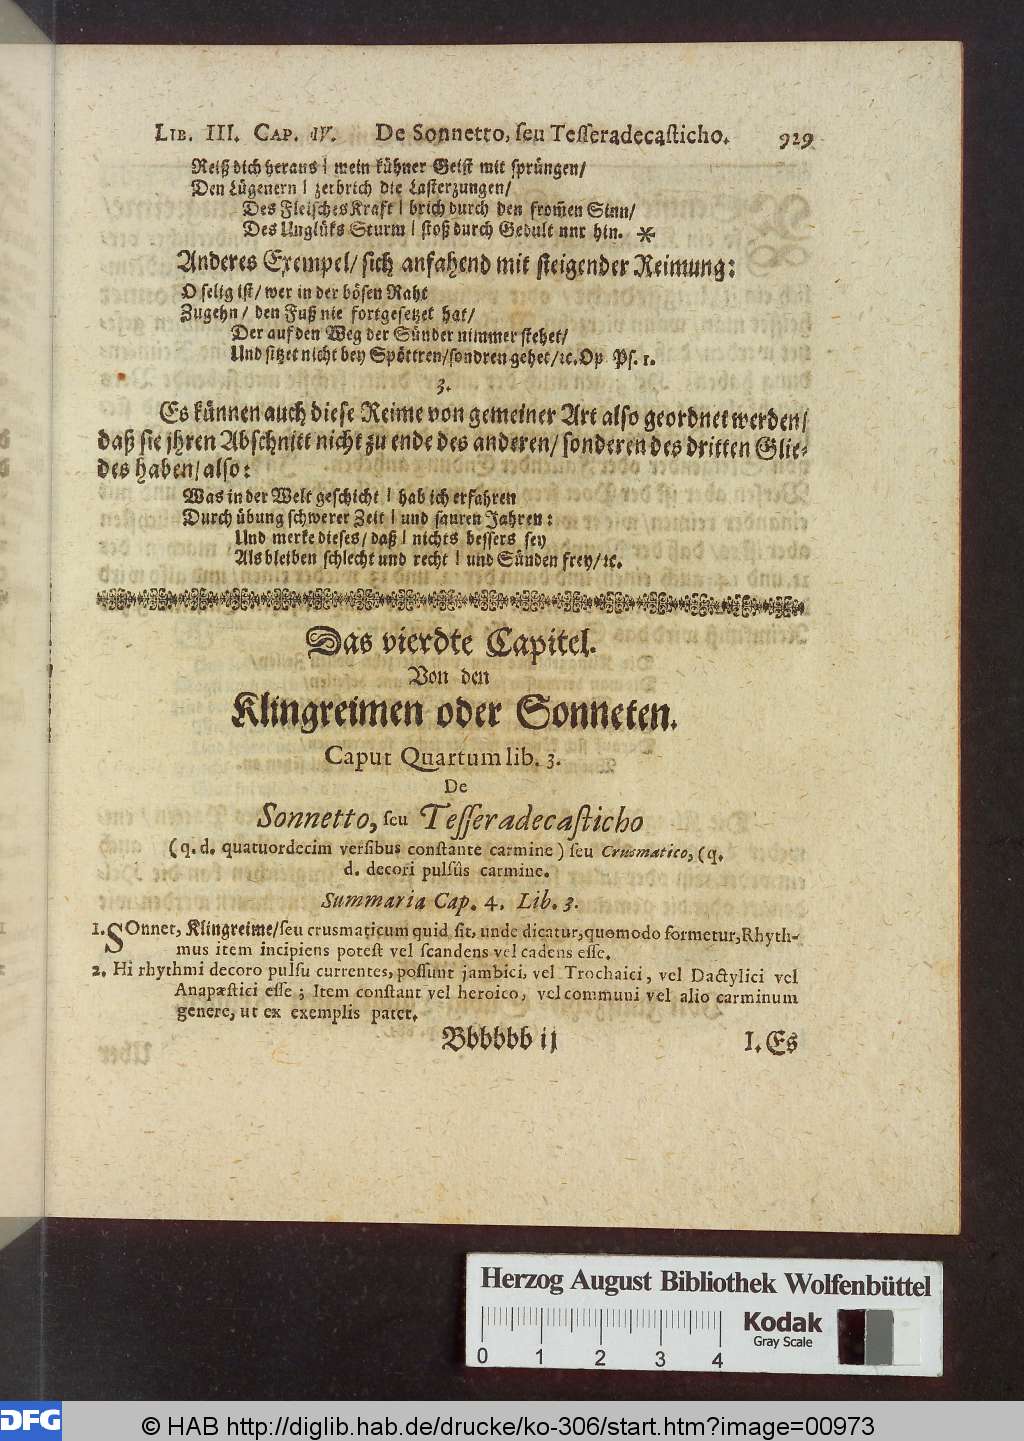 LIB. III. CAP. IV. De Sonnetto, ſeu Teſſeradecaſticho. 929
Reiß dich heraus | mein kühner Geiſt mit ſprüngen/
Den Lügenern | zerbrich die Laſterzungen/
Des Fleiſches Kraft | brich durch den from̃en Sinn/
Des Unglüks Sturm | ſtoß durch Gedult nur hin. *
Anderes Exempel/ ſich anfahend mit ſteigender Reimung:
O ſelig iſt/ wer in der böſen Raht
Zugehn/ den Fuß nie fortgeſetzet hat/
Der auf den Weg der Sünder nimmer ſtehet/
Und ſitzet nicht bey Spöttren/ ſondren gehet/ ꝛc. Op Pſ. 1.
3.
Es künnen auch dieſe Reime von gemeiner Art alſo geordnet werden/
daß ſie jhren Abſchnitt nicht zu ende des anderen/ ſonderen des dritten Glie-
des haben/ alſo:
Was in der Welt geſchicht | hab ich erfahren
Durch übung ſchwerer Zeit | und ſauren Jahren:
Und merke dieſes/ daß | nichts beſſers ſey
Als bleiben ſchlecht und recht | und Sünden frey/ ꝛc.
Das vierdte Capitel.
Von den
Klingreimen oder Sonneten.
Caput Quartum lib. 3.
De
Sonnetto, ſeu Teſſeradecaſticho
(q. d. quatuordecim verſibus conſtante carmine) ſeu Cruſmatico, (q.
d. decori pulſûs carmine.
Summaria Cap. 4. Lib. 3.
1. SOnnet, Klingreime/ ſeu crusmaticum quid ſit, unde dicatur, quomodo formetur, Rhyth-
mus item incipiens poteſt vel ſcandens vel cadens eſſe.
2. Hi rhythmi decoro pulſu currentes, poſſunt jambici, vel Trochaici, vel Dactylici vel
Anapæſtici eſſe; Item conſtant vel heroico, vel communi vel alio carminum
genere, ut ex exemplis patet.
Bbbbbb ij
I. Es
Herzog August Bibliothek Wolfenbüttel
Kodak
Gray Scale
0 1 2 3 4
DFG
© HAB http://diglib.hab.de/drucke/ko-306/start.htm?image=00973